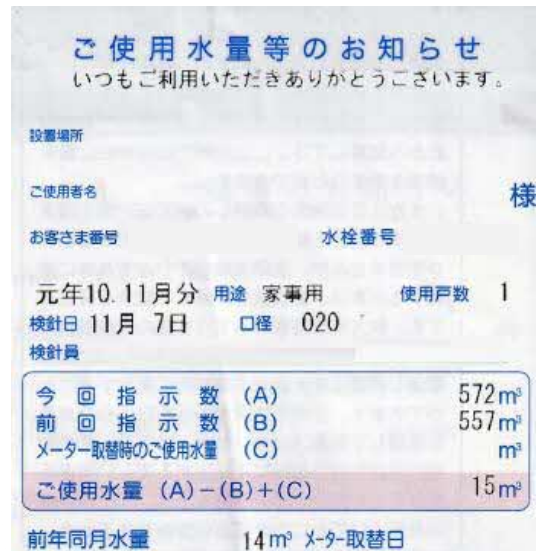 ご使用水量等のお知らせ
いつもご利用いただきありがとうございます。
設置場所
ご使用者名 様
お客さま番号 水栓番号
元年10.11月分 用途 家事用 使用戸数 1
検針日 11月 7日 口径 020
検針員
今回指示数 (A) 572m³
前回指示数 (B) 557m³
メーター取替時のご使用水量 (C) m³
ご使用水量 (A)-(B)+(C) 15m³
前年同月水量 14m³ メーター取替日